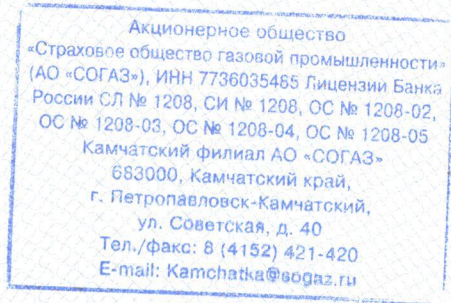 Акционерное общество
«Страховое общество газовой промышленности»
(АО «СОГАЗ»), ИНН 7736035485 Лицензии Банка
России СЛ № 1208, СИ № 1208, ОС № 1208-02,
ОС № 1208-03, ОС № 1208-04, ОС № 1208-05
Камчатский филиал АО «СОГАЗ»
683000, Камчатский край,
г. Петропавловск-Камчатский,
ул. Советская, д. 40
Тел./факс: 8 (4152) 421-420
E-mail: Kamchatka@sogaz.ru